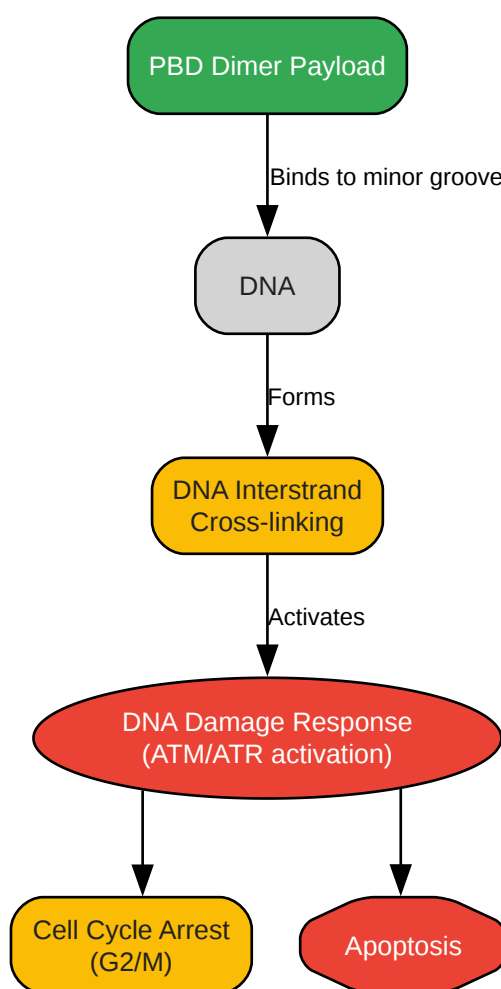 PBD Dimer Payload
Binds to minor groove
DNA
Forms
DNA Interstrand
Cross-linking
Activates
DNA Damage Response
(ATM/ATR activation)
Cell Cycle Arrest
(G2/M)
Apoptosis